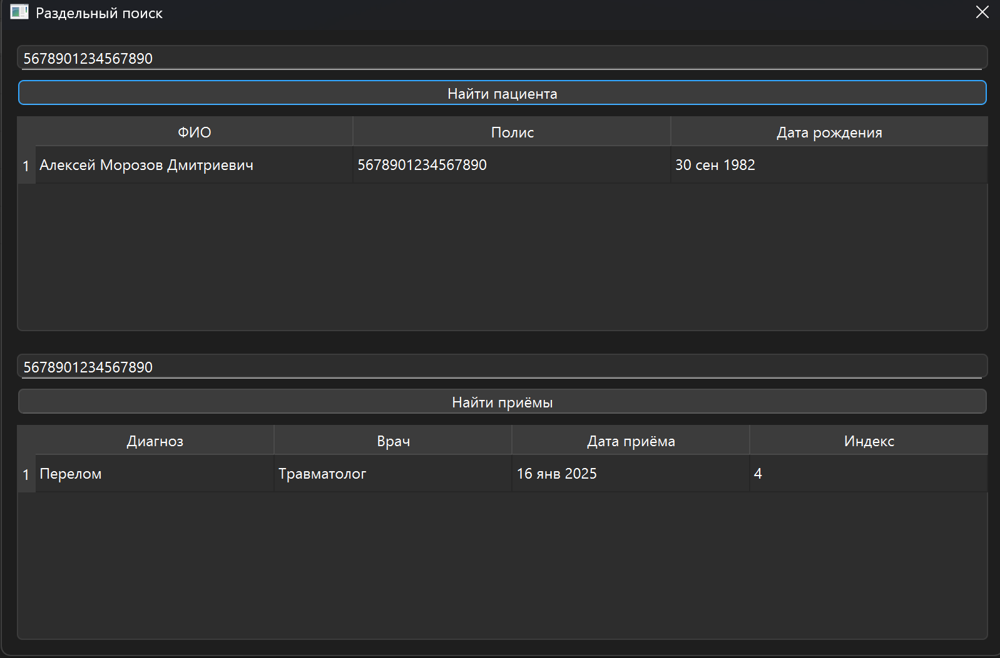 Раздельный поиск
5678901234567890
Найти пациента
ФИО Полис Дата рождения
1 Алексей Морозов Дмитриевич 5678901234567890 30 сен 1982
5678901234567890
Найти приёмы
Диагноз Врач Дата приёма Индекс
1 Перелом Травматолог 16 янв 2025 4